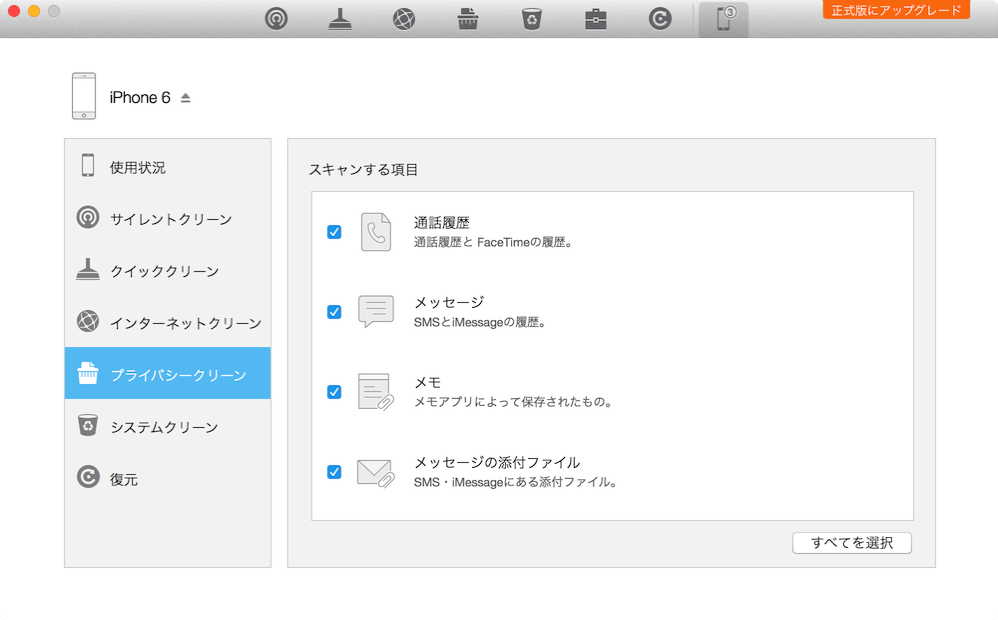 ③
正式版にアップグレード
iPhone 6
使用状況
サイレントクリーン
クイッククリーン
インターネットクリーン
プライバシークリーン
システムクリーン
復元
スキャンする項目
通話履歴
通話履歴と FaceTimeの履歴。
メッセージ
SMSとiMessageの履歴。
メモ
メモアプリによって保存されたもの。
メッセージの添付ファイル
SMS・iMessageにある添付ファイル。
すべてを選択